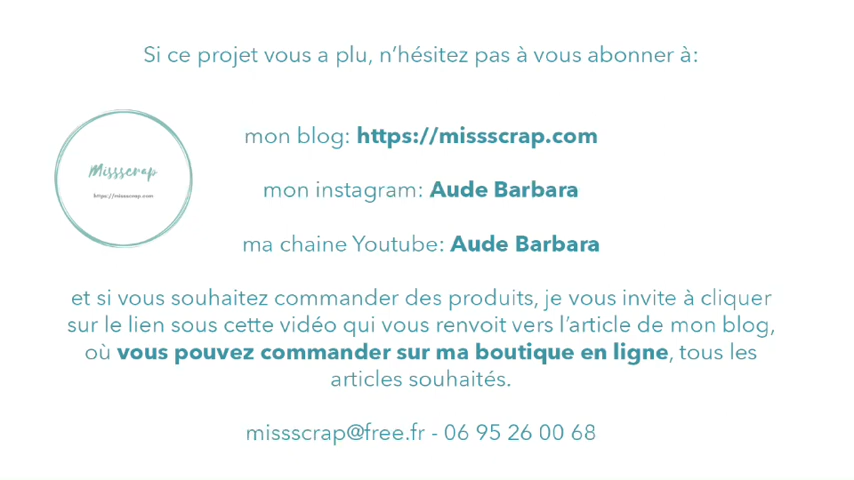 Si ce projet vous a plu, n’hésitez pas à vous abonner à:
mon blog: https://missscrap.com
Missscrap
https://missscrap.com
mon instagram: Aude Barbara
ma chaine Youtube: Aude Barbara
et si vous souhaitez commander des produits, je vous invite à cliquer
sur le lien sous cette vidéo qui vous renvoit vers l’article de mon blog,
où vous pouvez commander sur ma boutique en ligne, tous les
articles souhaités.
missscrap@free.fr - 06 95 26 00 68